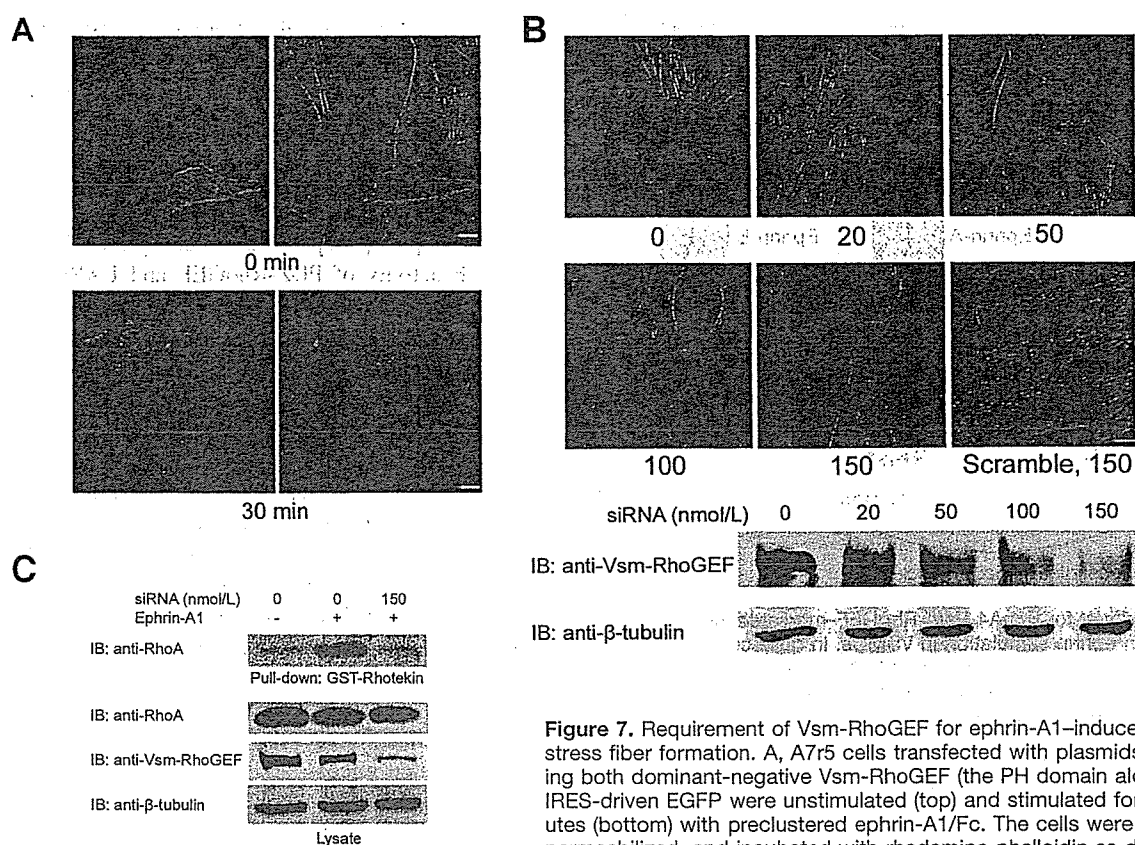 A
B
0 min
0
20
50
30 min
100
150
Scramble, 150
siRNA (nmol/L) 0 20 50 100 150
IB: anti-Vsm-RhoGEF
IB: anti-β-tubulin
C
siRNA (nmol/L) 0 0 150
Ephrin-A1 - + +
IB: anti-RhoA
Pull-down: GST-Rhotekin
IB: anti-RhoA
IB: anti-Vsm-RhoGEF
IB: anti-β-tubulin
Lysate
Figure 7. Requirement of Vsm-RhoGEF for ephrin-A1–induce
stress fiber formation. A, A7r5 cells transfected with plasmids
ing both dominant-negative Vsm-RhoGEF (the PH domain alo
IRES-driven EGFP were unstimulated (top) and stimulated for
utes (bottom) with preclustered ephrin-A1/Fc. The cells were